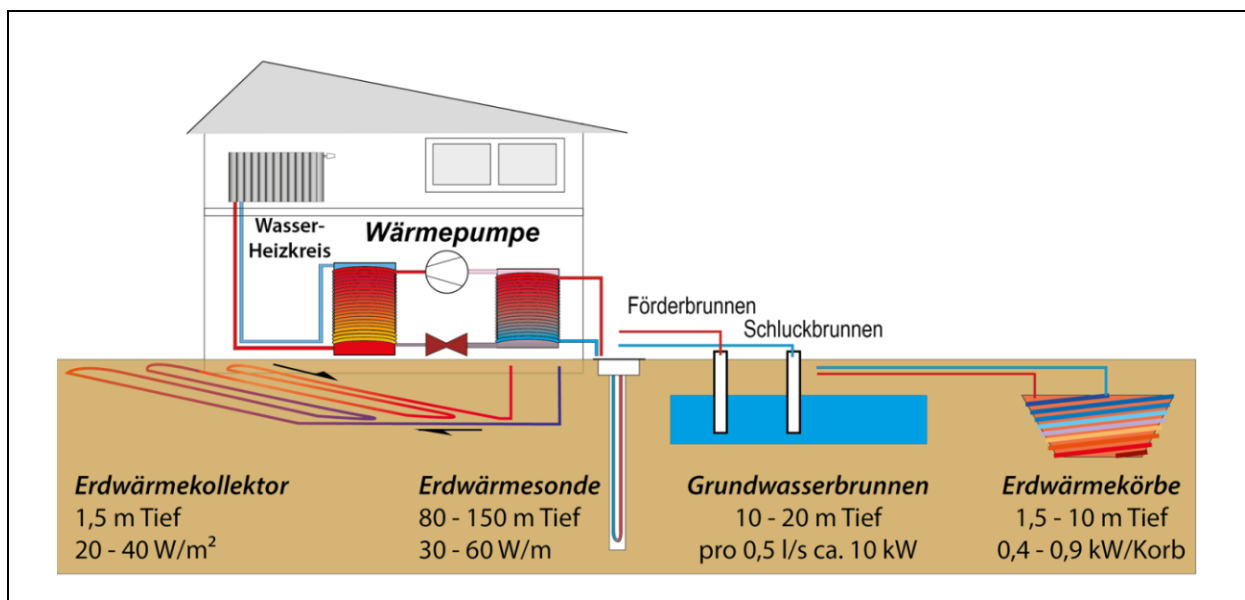 Wasser-
Heizkreis
Wärmepumpe
Förderbrunnen
Schluckbrunnen
Erdwärmekollektor
1,5 m Tief
20 - 40 W/m²
Erdwärmesonde
80 - 150 m Tief
30 - 60 W/m
Grundwasserbrunnen
10 - 20 m Tief
pro 0,5 l/s ca. 10 kW
Erdwärmekörbe
1,5 - 10 m Tief
0,4 - 0,9 kW/Korb